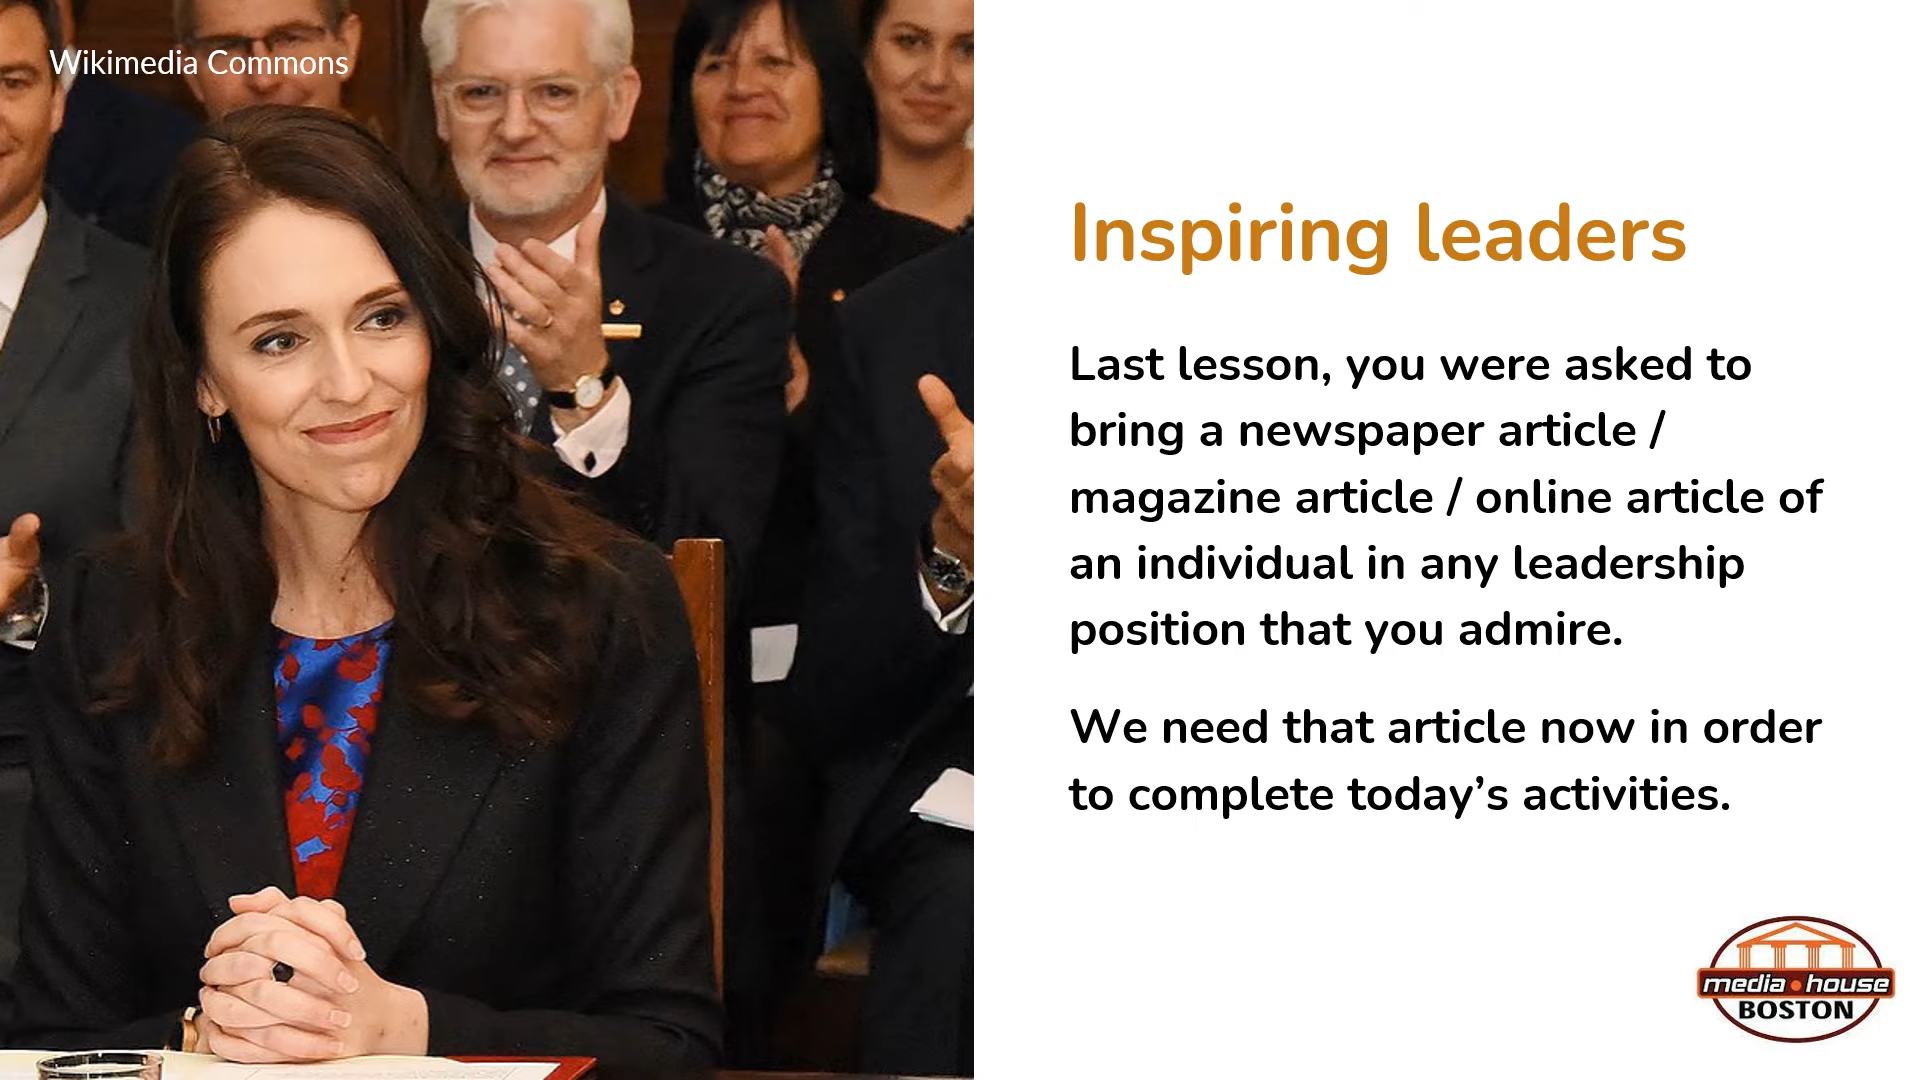 Wikimedia Commons
Inspiring leaders
Last lesson, you were asked to
bring a newspaper article /
magazine article / online article of
an individual in any leadership
position that you admire.
We need that article now in order
to complete today’s activities.
media house
BOSTON